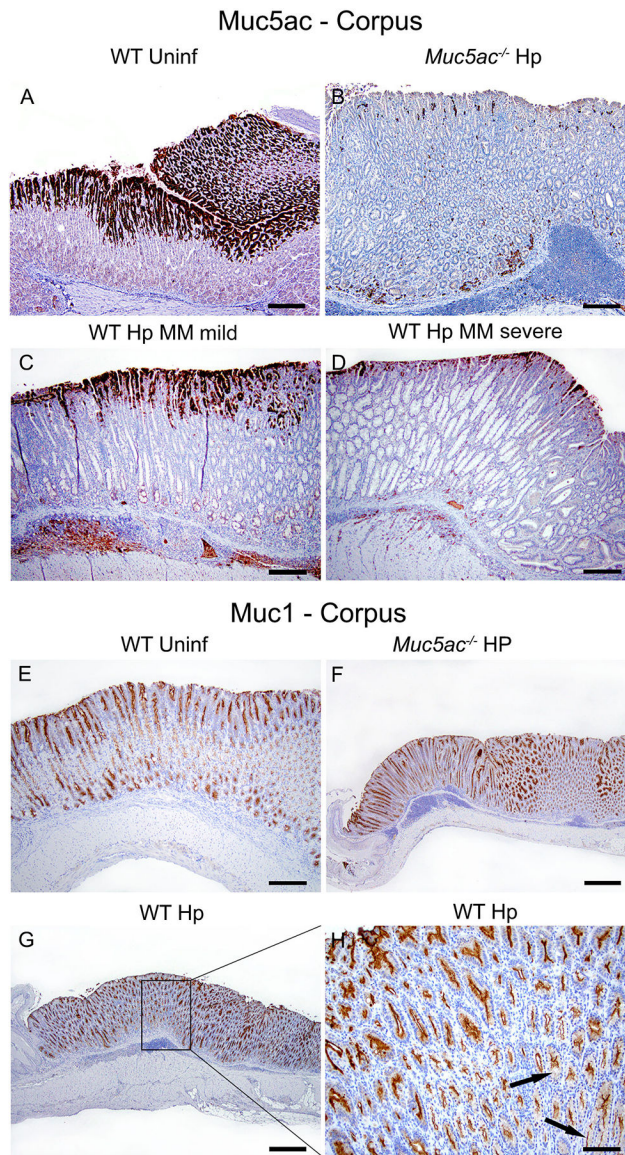 Muc5ac - Corpus
WT Uninf
Muc5ac-/- Hp
A
B
WT Hp MM mild
WT Hp MM severe
C
D
Muc1 - Corpus
WT Uninf
Muc5ac-/- HP
E
F
WT Hp
WT Hp
G
H